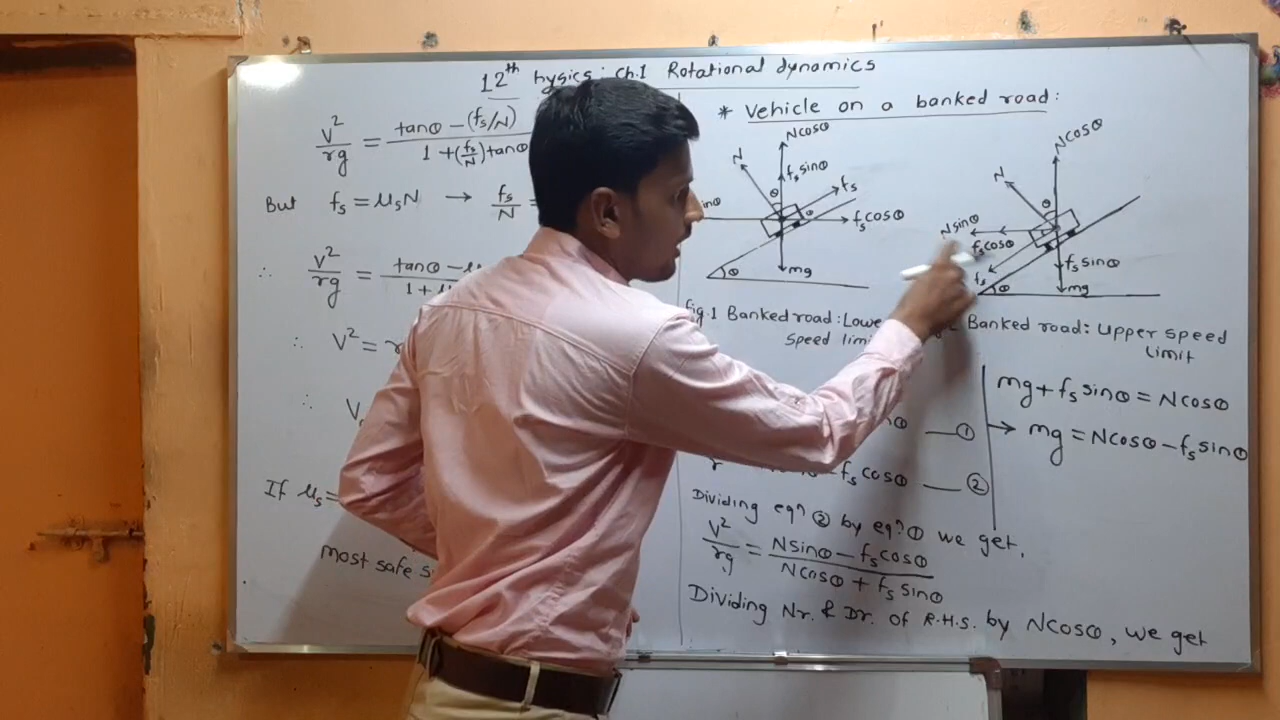 12th hysics: Ch.1 Rotational dynamics
V²/rg = tanθ - (fs/N) / 1 + (fs/N) tanθ
But fs = μsN → fs/N
∴ V²/rg = tanθ - / 1 +
∴ V² =
∴ V
If μs =
most safe s
* Vehicle on a banked road:
Ncosθ
N
fs sinθ
θ
fs
inθ
θ
fs cosθ
θ
mg
Ncosθ
N
θ
Nsinθ
fs cosθ
fs
θ
fs sinθ
mg
fig.1 Banked road: Lowe
speed limi
Banked road: Upper speed
limit
mg + fs sinθ = Ncosθ
→ mg = Ncosθ - fs sinθ
nθ — ①
fs cosθ — ②
Dividing eqn ② by eqn ① we get,
V²/rg = Nsinθ - fs cosθ / Ncosθ + fs sinθ
Dividing Nr. & Dr. of R.H.S. by Ncosθ, we get